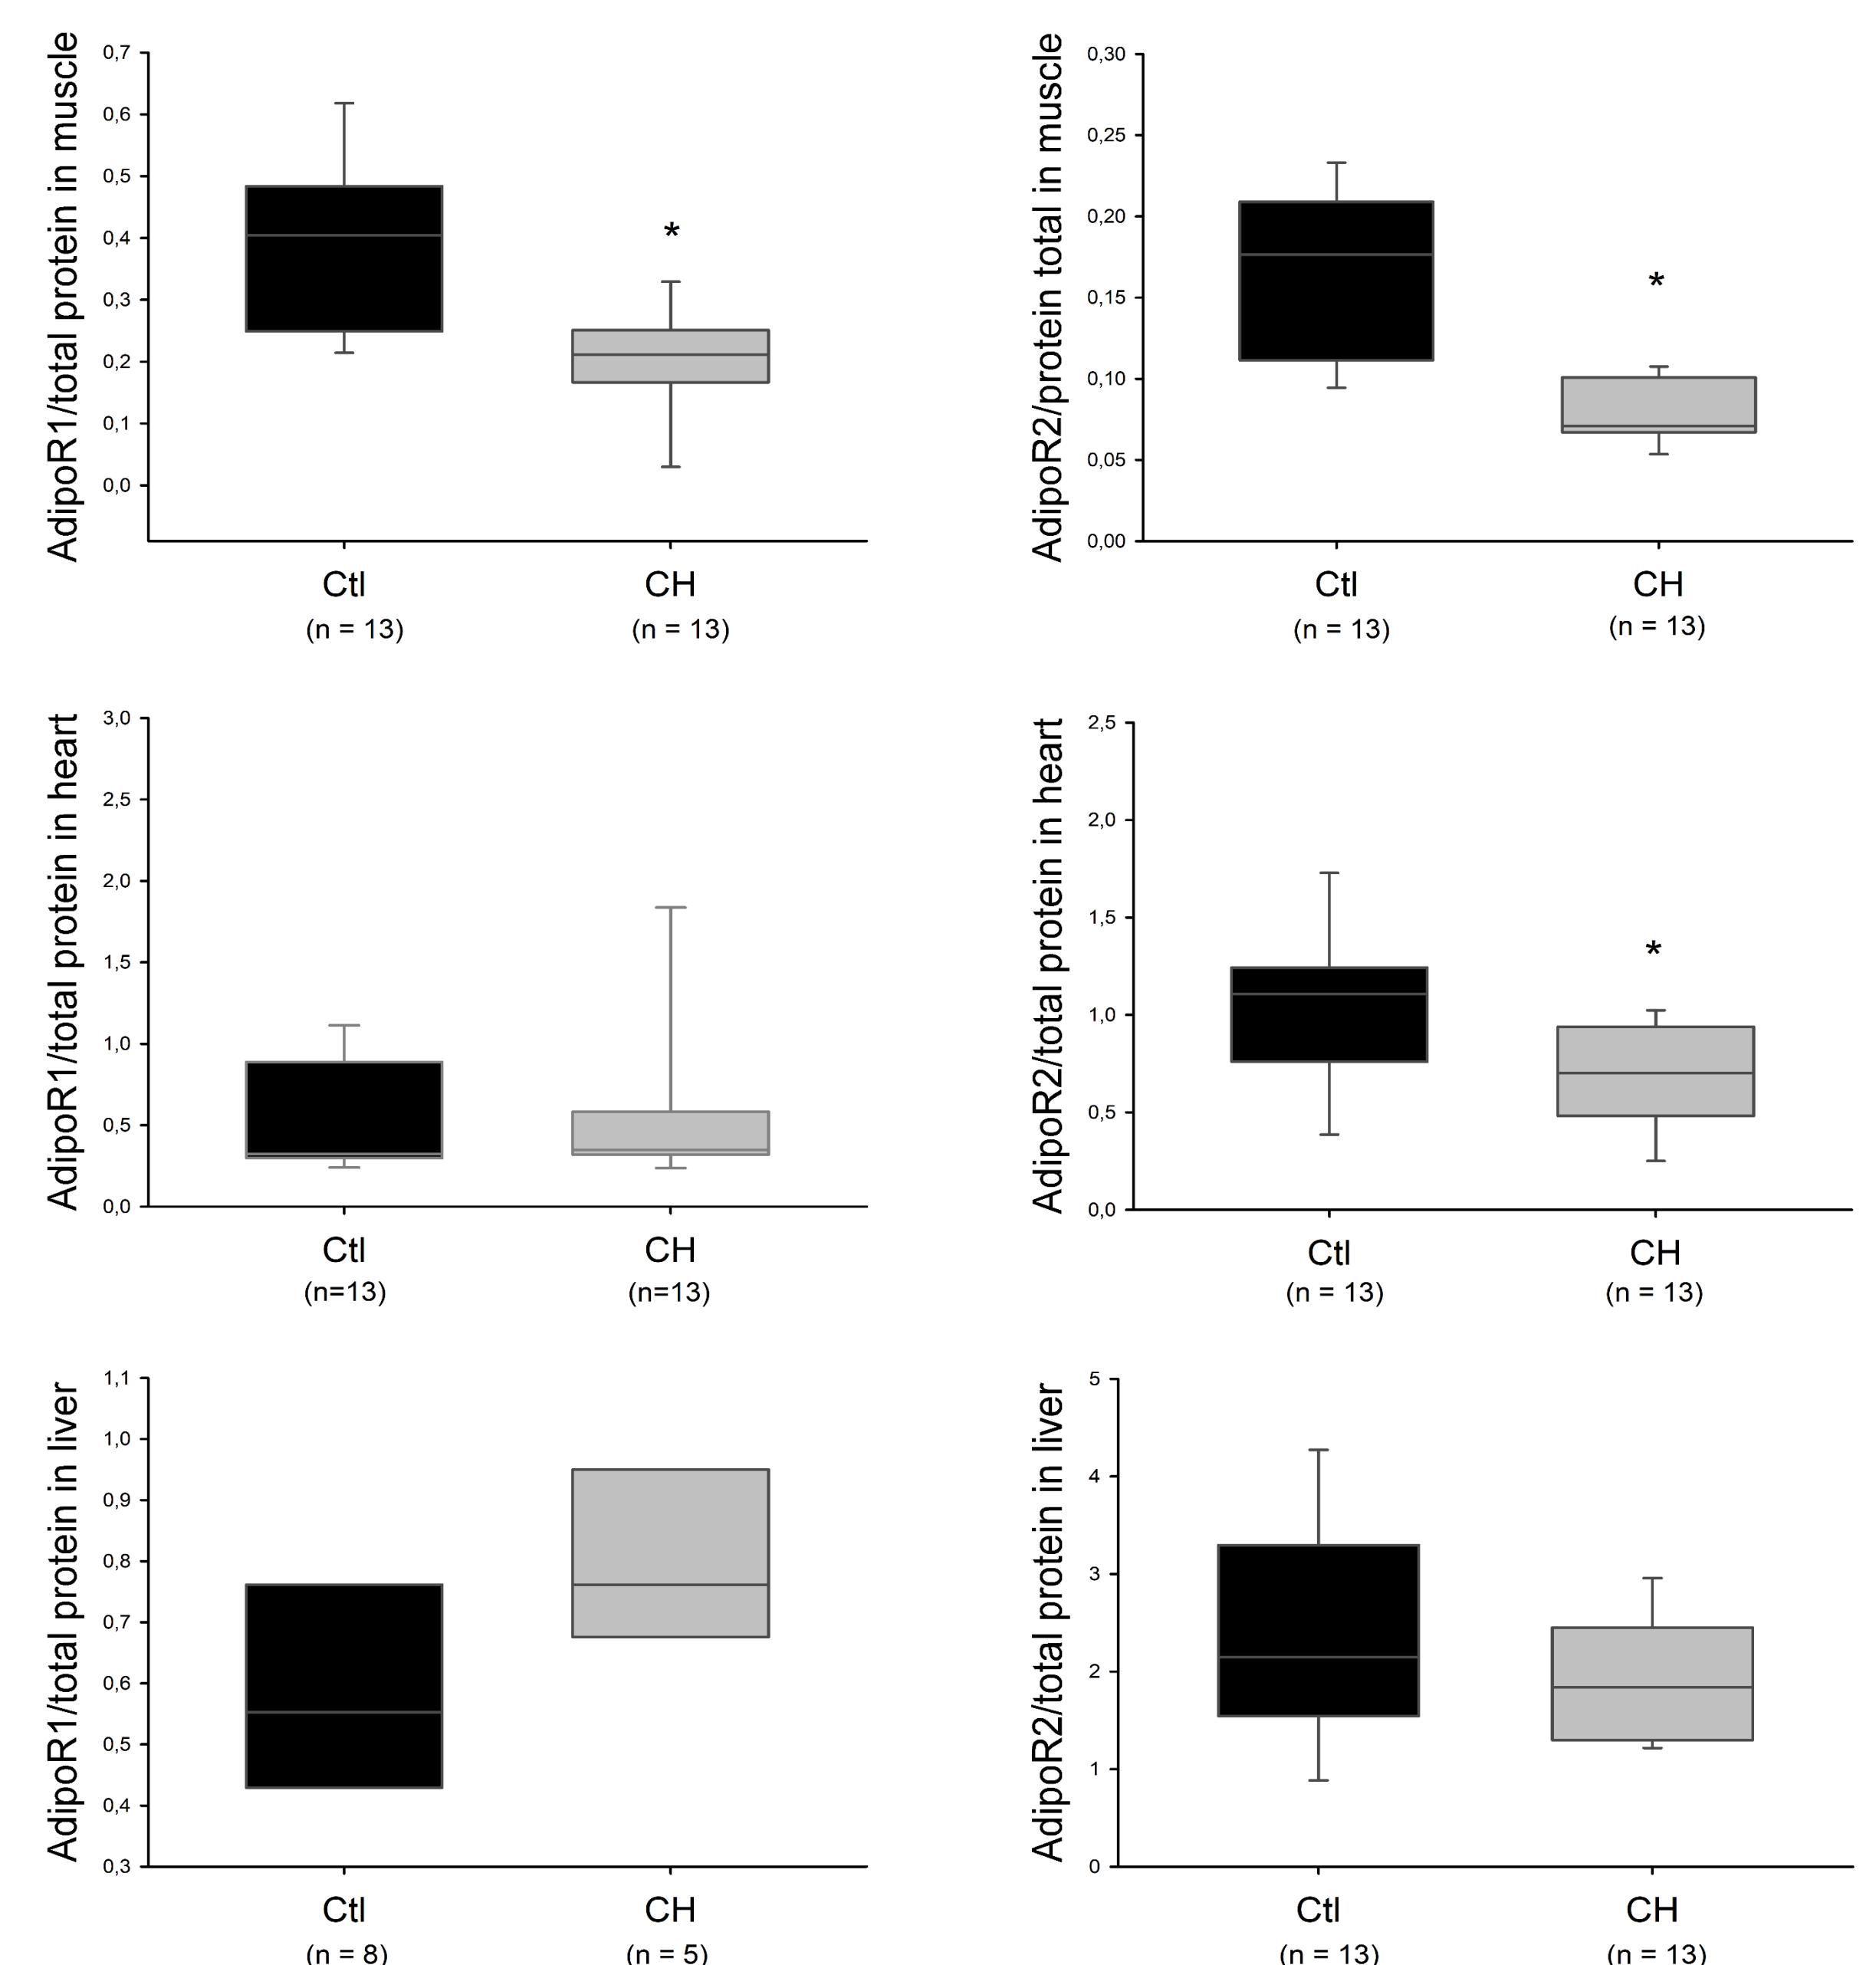 AdipoR1/total protein in muscle
0,7
0,6
0,5
0,4
0,3
0,2
0,1
0,0
*
Ctl
CH
(n = 13)
(n = 13)
AdipoR2/protein total in muscle
0,30
0,25
0,20
0,15
0,10
0,05
0,00
*
Ctl
CH
(n = 13)
(n = 13)
AdipoR1/total protein in heart
3,0
2,5
2,0
1,5
1,0
0,5
0,0
Ctl
CH
(n=13)
(n=13)
AdipoR2/total protein in heart
2,5
2,0
1,5
1,0
0,5
0,0
*
Ctl
CH
(n = 13)
(n = 13)
AdipoR1/total protein in liver
1,1
1,0
0,9
0,8
0,7
0,6
0,5
0,4
0,3
Ctl
CH
(n = 8)
(n = 5)
AdipoR2/total protein in liver
5
4
3
2
1
0
Ctl
CH
(n = 13)
(n = 13)